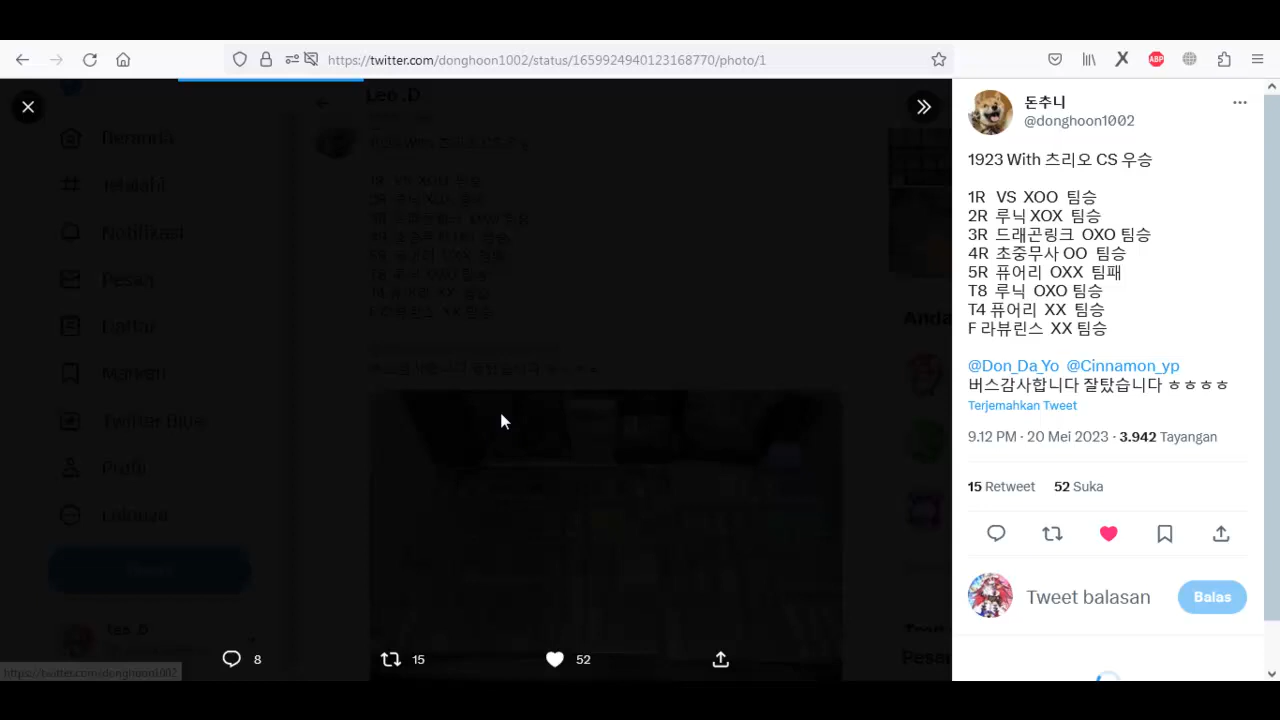 https://twitter.com/donghoon1002/status/1659924940123168770/photo/1
ABP
Leo .D
Beranda
Jelajahi
Notifikasi
Pesan
Daftar
Markah
Twitter Blue
Profil
Lainnya
Leo .D
Anda
8
15
52
https://twitter.com/donghoon1002
돈추니
@donghoon1002
1923 With 츠리오 CS 우승
1R VS XOO 팀승
2R 루닉 XOX 팀승
3R 드래곤링크 OXO 팀승
4R 초중무사 OO 팀승
5R 퓨어리 OXX 팀패
T8 루닉 OXO 팀승
T4 퓨어리 XX 팀승
F 라뷰린스 XX 팀승
@Don_Da_Yo @Cinnamon_yp
버스감사합니다 잘탔습니다 ㅎㅎㅎㅎ
Terjemahkan Tweet
9.12 PM · 20 Mei 2023 · 3.942 Tayangan
15 Retweet 52 Suka
Tweet balasan
Balas